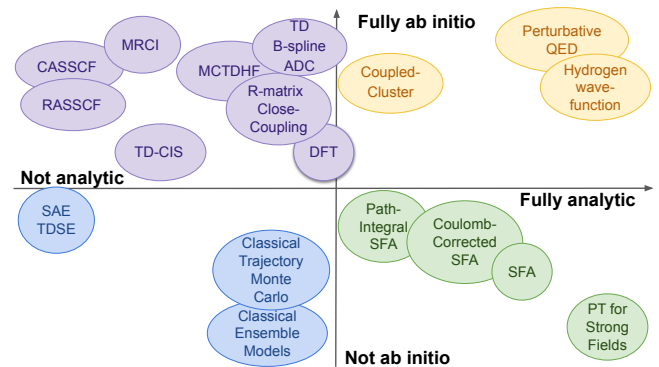 Fully ab initio
MRCI
CASSCF
RASSCF
MCTDHF
TD
B-spline
ADC
R-matrix
Close-
Coupling
TD-CIS
DFT
Coupled-
Cluster
Perturbative
QED
Hydrogen
wave-
function
Not analytic
Fully analytic
SAE
TDSE
Classical
Trajectory
Monte
Carlo
Classical
Ensemble
Models
Path-
Integral
SFA
Coulomb-
Corrected
SFA
SFA
PT for
Strong
Fields
Not ab initio